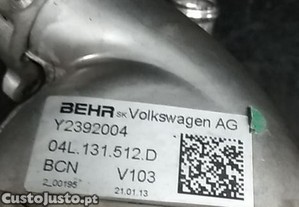 BEHR SK Volkswagen AG
Y2392004
04L.131.512.D
BCN V103
2_00195 21.01.13
CustoJusto.pt